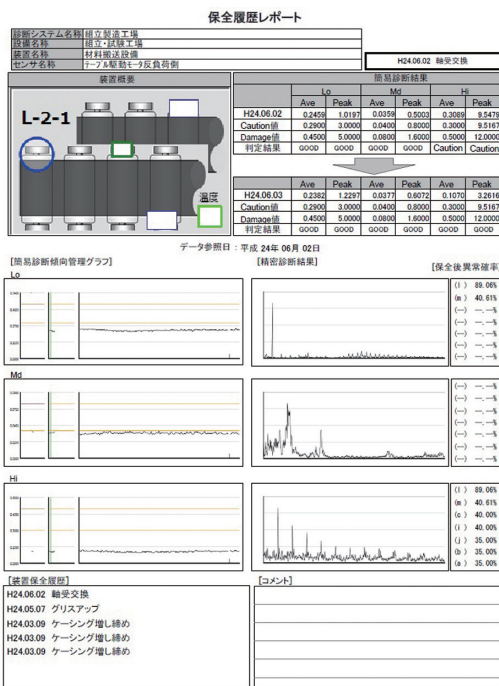 保全履歴レポート
診断システム名称 組立製造工場
設備名称 組立・試験工場
装置名称 材料搬送設備
センサ名称 テーブル駆動モータ反負荷側
H24.06.02 軸受交換
装置概要
L-2-1
温度
簡易診断結果
Lo Md Hi
Ave Peak Ave Peak Ave Peak
H24.06.02 0.2459 1.0197 0.0359 0.5003 0.3089 9.5479
Caution値 0.2900 3.0000 0.0400 0.8000 0.3000 9.5167
Damage値 0.4500 5.0000 0.0800 1.6000 0.5000 12.0000
判定結果 GOOD GOOD GOOD GOOD Caution Caution
Ave Peak Ave Peak Ave Peak
H24.06.03 0.2382 1.2297 0.0377 0.6072 0.1070 3.2616
Caution値 0.2900 3.0000 0.0400 0.8000 0.3000 9.5167
Damage値 0.4500 5.0000 0.0800 1.6000 0.5000 12.0000
判定結果 GOOD GOOD GOOD GOOD GOOD GOOD
データ参照日 : 平成 24年 06月 02日
[簡易診断傾向管理グラフ]
[精密診断結果]
[保全後異常確率]
Lo
(l) 89.06%
(m) 40.61%
(—) —.—%
(—) —.—%
(—) —.—%
(—) —.—%
(—) —.—%
Md
(—) —.—%
(—) —.—%
(—) —.—%
(—) —.—%
(—) —.—%
(—) —.—%
(—) —.—%
Hi
(l) 89.06%
(m) 40.61%
(c) 40.00%
(i) 40.00%
(j) 35.00%
(b) 35.00%
(a) 35.00%
[装置保全履歴]
H24.06.02 軸受交換
H24.05.07 グリスアップ
H24.03.09 ケーシング増し締め
H24.03.09 ケーシング増し締め
H24.03.09 ケーシング増し締め
[コメント]